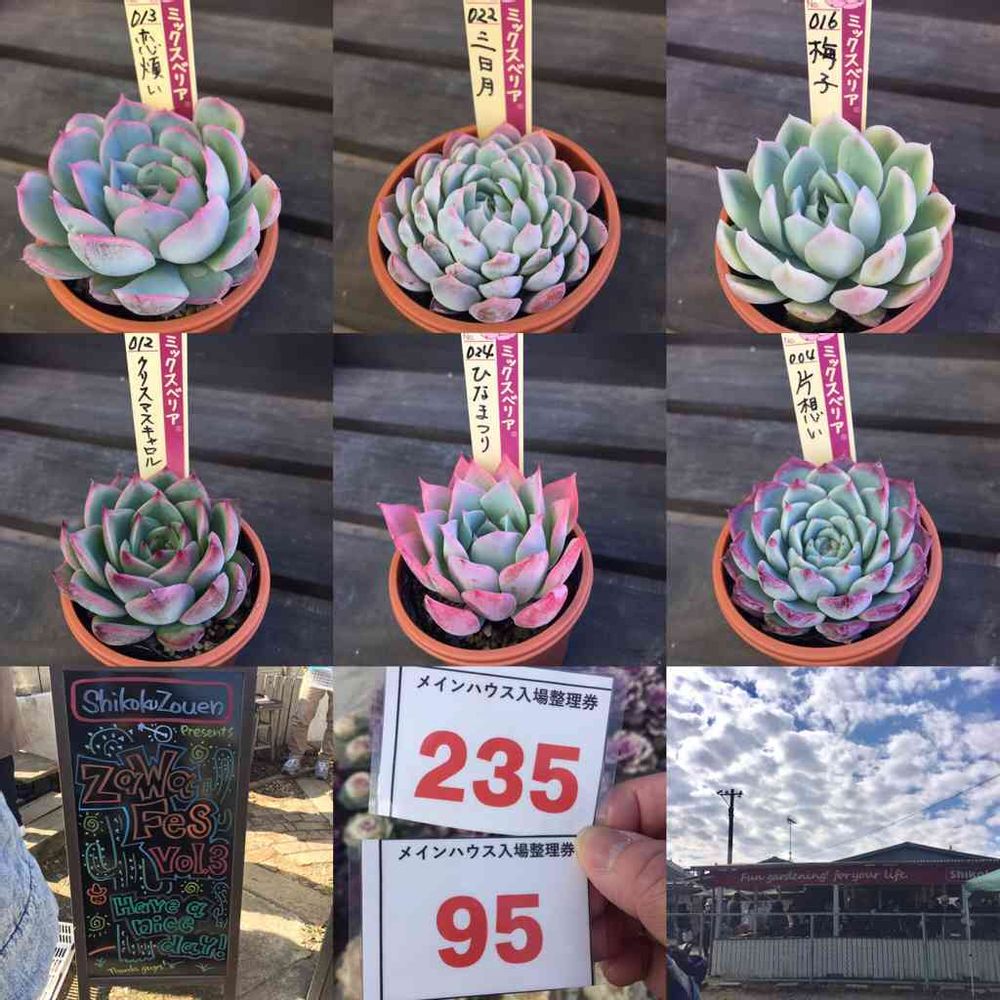 013
恋煩い
ミックスベリア
022
三日月
ミックスベリア
016
梅子
ミックスベリア
012
クリスマスキャロル
ミックスベリア
024
ひなまつり
ミックスベリア
004
片想い
ミックスベリア
ShikokuZouen
Presents
ZaWa
Fes
vol.3
Have a
nice
day!
Thanks guys!
メインハウス入場整理券
235
メインハウス入場整理券
95
Fun gardening! for your life.